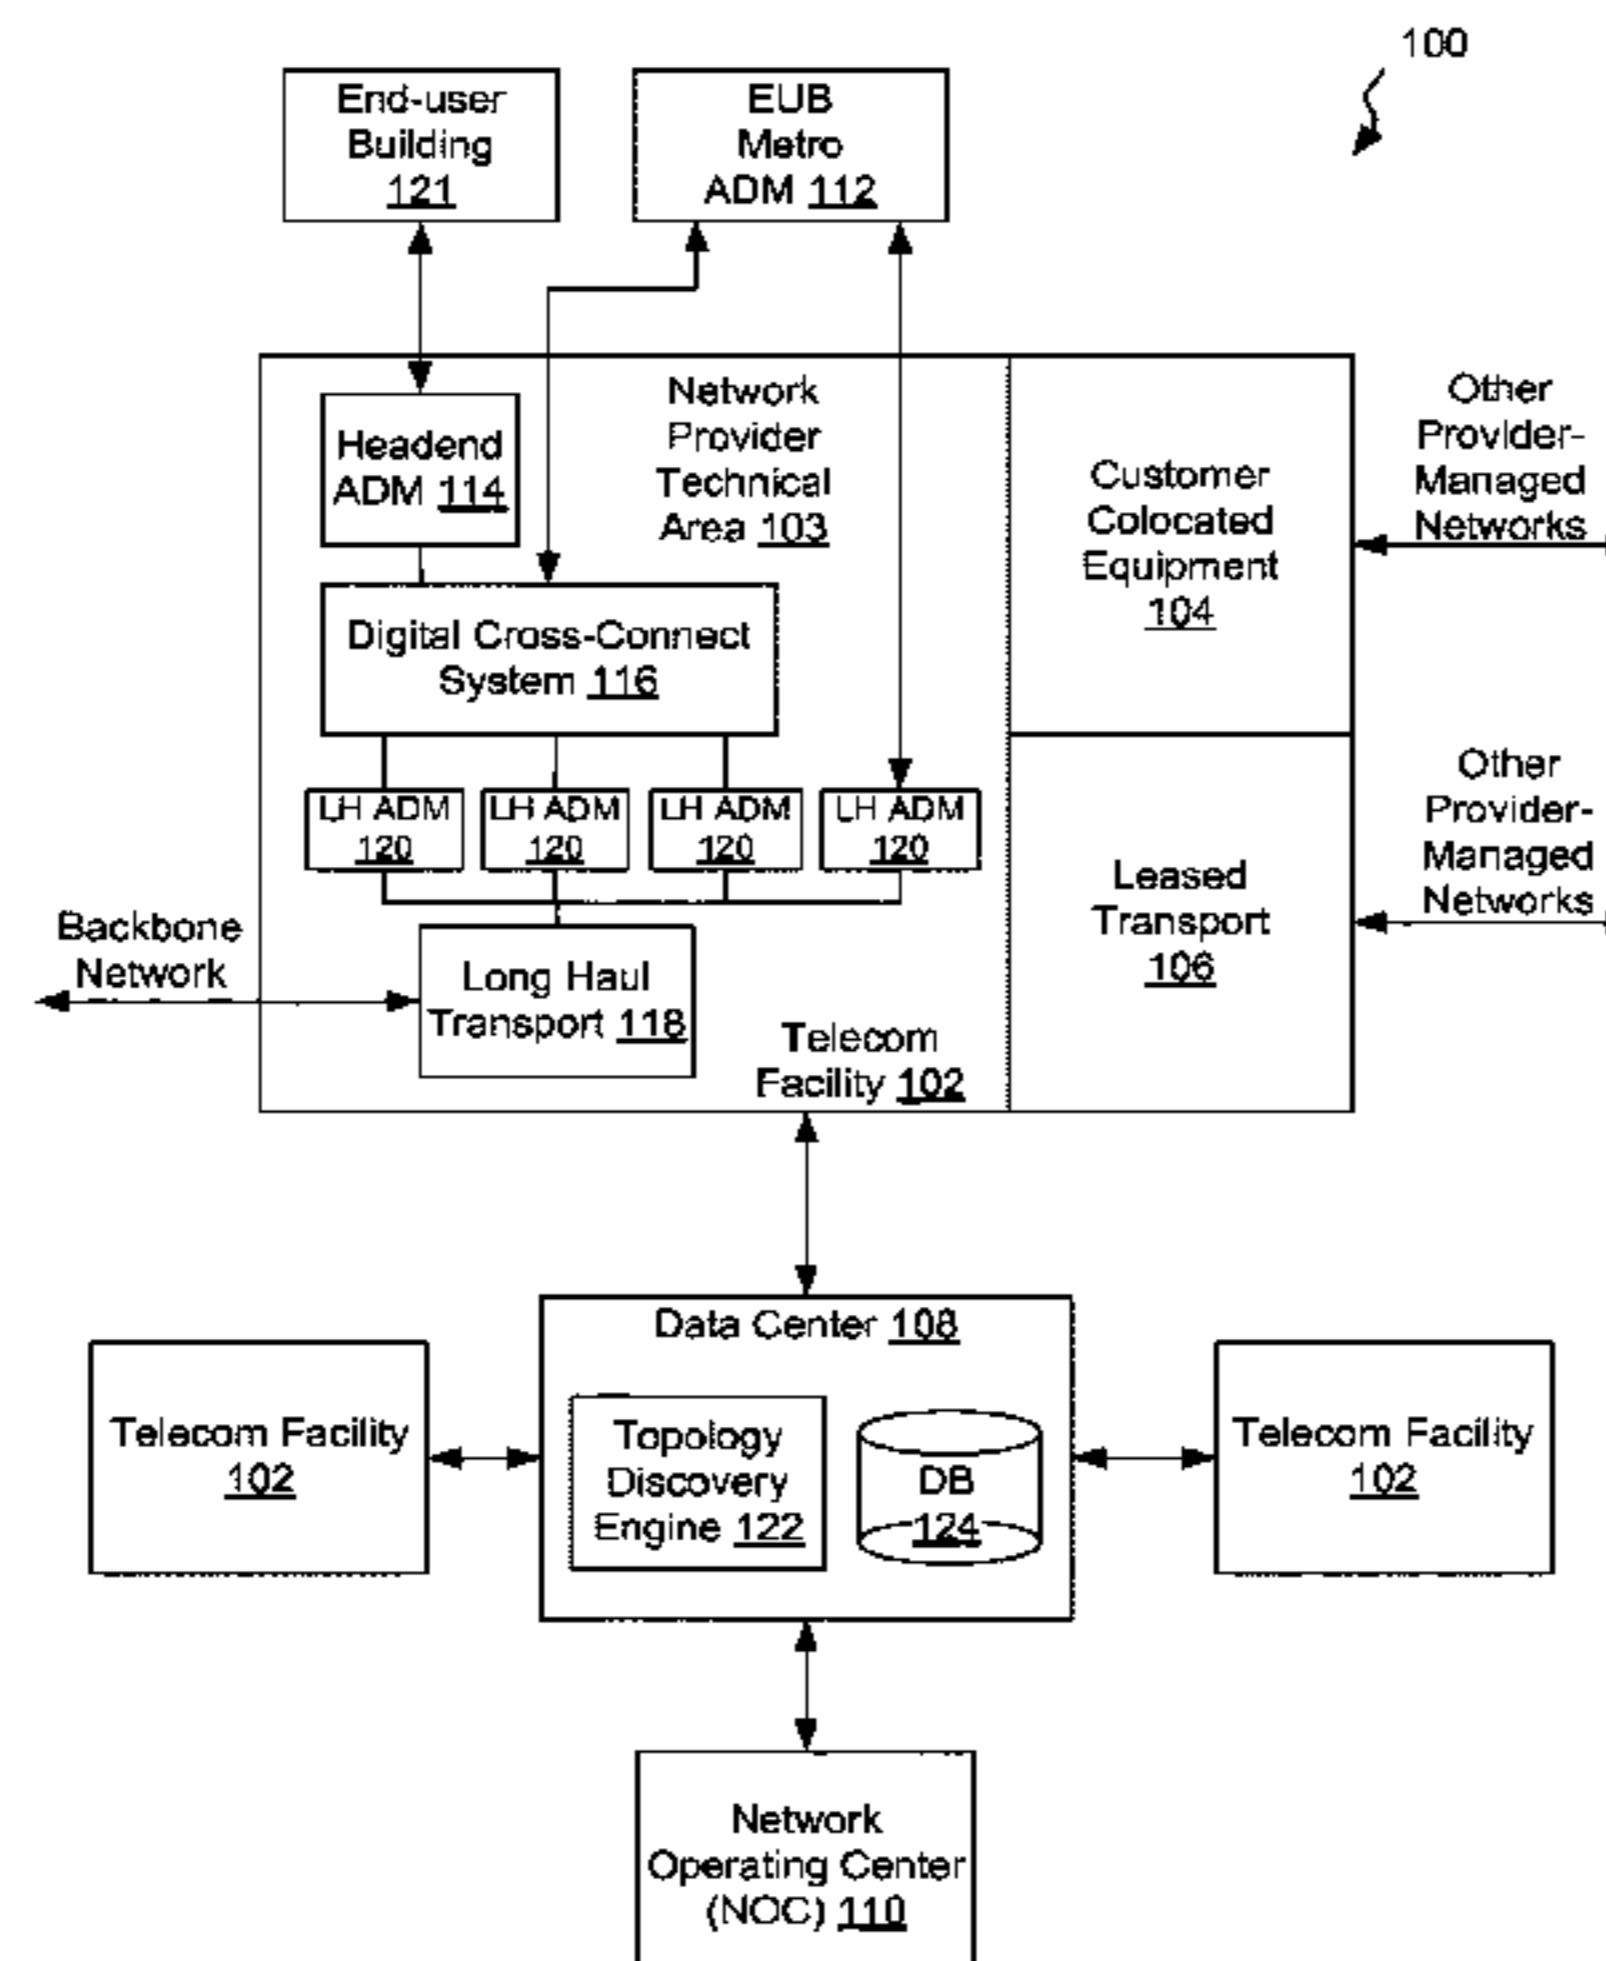 100
End-user
Building
121
EUB
Metro
ADM 112
Network
Provider
Technical
Area 103
Headend
ADM 114
Customer
Colocated
Equipment
104
Other
Provider-
Managed
Networks
Digital Cross-Connect
System 116
LH ADM
120
LH ADM
120
LH ADM
120
LH ADM
120
Leased
Transport
106
Other
Provider-
Managed
Networks
Backbone
Network
Long Haul
Transport 118
Telecom
Facility 102
Data Center 108
Telecom Facility
102
Topology
Discovery
Engine 122
DB
124
Telecom Facility
102
Network
Operating Center
(NOC) 110